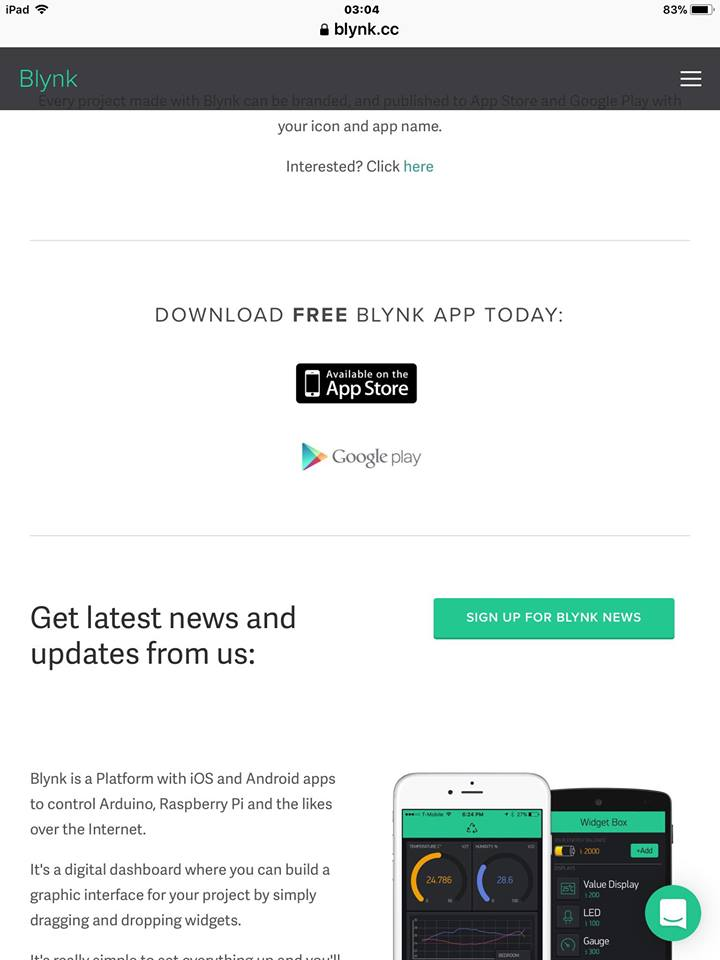 iPad 03:04 83%
blynk.cc
Blynk
Every project made with Blynk can be branded, and published to App Store and Google Play with
your icon and app name.
Interested? Click here
DOWNLOAD FREE BLYNK APP TODAY:
Available on the
App Store
Google play
Get latest news and
updates from us:
SIGN UP FOR BLYNK NEWS
Blynk is a Platform with iOS and Android apps
to control Arduino, Raspberry Pi and the likes
over the Internet.
It's a digital dashboard where you can build a
graphic interface for your project by simply
dragging and dropping widgets.
It's really simple to set everything up and you'll
T-Mobile 6:24 PM 27%
TEMPERATURE C°
24.786
HUMIDITY %
28.6
BEDROOM
Widget Box
2000
+Add
DISPLAYS
Value Display
200
LED
100
Gauge
300